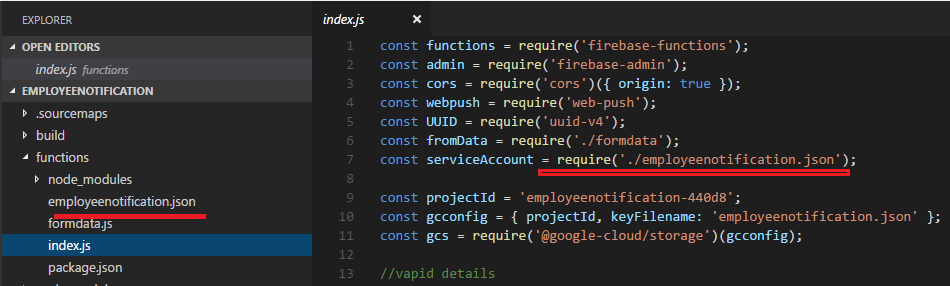 EXPLORER
OPEN EDITORS
index.js functions
EMPLOYEENOTIFICATION
.sourcemaps
build
functions
node_modules
employeenotification.json
formdata.js
index.js
package.json
index.js ×
1 const functions = require('firebase-functions');
2 const admin = require('firebase-admin');
3 const cors = require('cors')({ origin: true });
4 const webpush = require('web-push');
5 const UUID = require('uuid-v4');
6 const fromData = require('./formdata');
7 const serviceAccount = require('./employeenotification.json');
8
9 const projectId = 'employeenotification-440d8';
10 const gcconfig = { projectId, keyFilename: 'employeenotification.json' };
11 const gcs = require('@google-cloud/storage')(gcconfig);
12
13 //vapid details